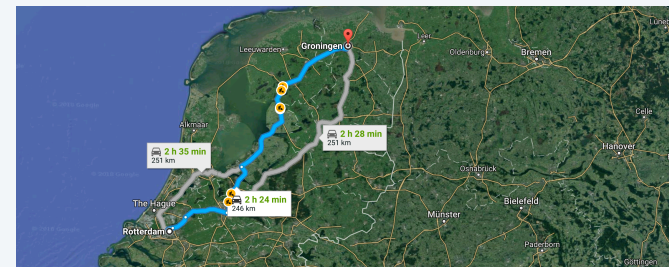 Groningen
Leeuwarden
Leer
Oldenburg
Bremen
Alkmaar
Celle
2 h 28 min
251 km
2 h 35 min
251 km
Hanover
Osnabrück
The Hague
2 h 24 min
246 km
Bielefeld
Münster
Rotterdam
Paderborn
Göttingen